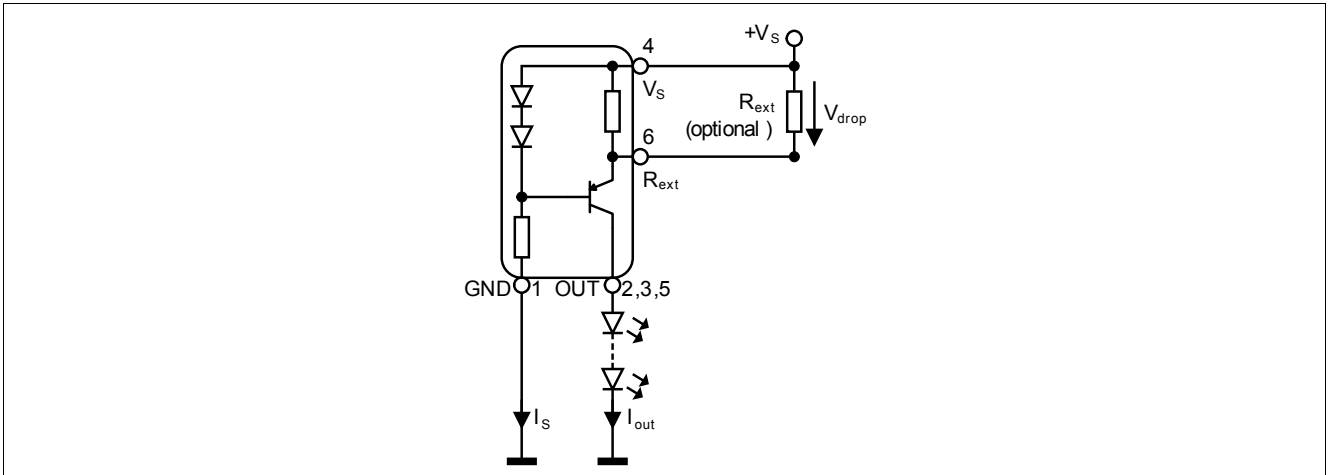 +VS
4
VS
Rext
(optional )
Vdrop
6
Rext
GND 1 OUT 2,3,5
IS
Iout